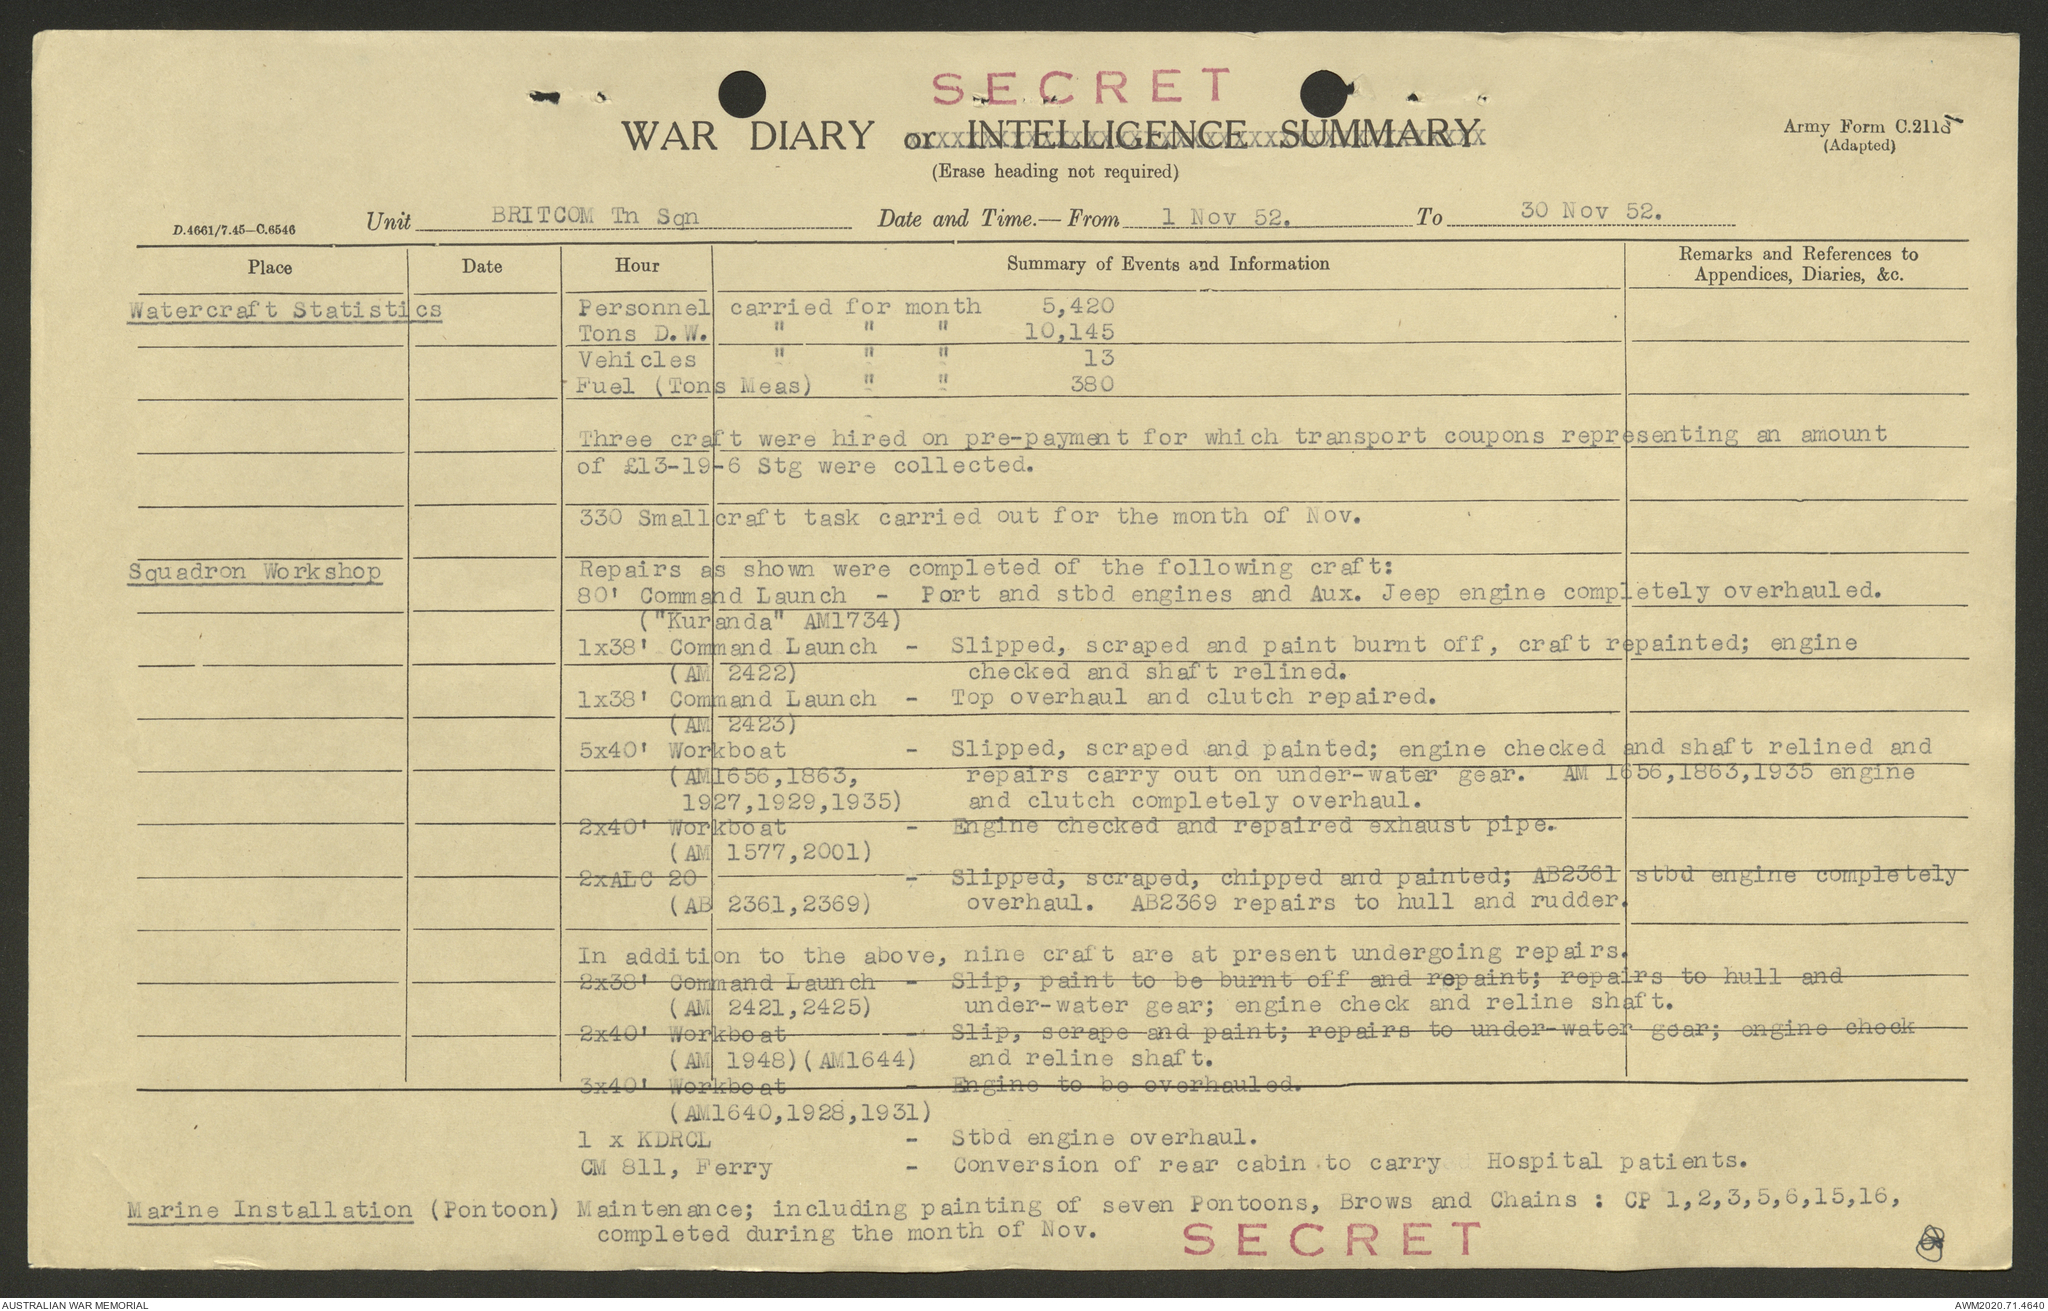 SECRET
WAR DIARY or INTELLIGENCE SUMMARY
(Erase heading not required)
Army Form C.2118
(Adapted)
D.4661/7.45—C.6546
Unit BRITCOM Tn Sqn Date and Time.— From 1 Nov 52. To 30 Nov 52.
Place Date Hour Summary of Events and Information Remarks and References to
Appendices, Diaries, &c.
Watercraft Statistics Personnel carried for month 5,420
Tons D.W. " " " 10,145
Vehicles " " " 13
Fuel (Tons Meas) " " 380
Three craft were hired on pre-payment for which transport coupons representing an amount
of £13-19-6 Stg were collected.
330 Smallcraft task carried out for the month of Nov.
Squadron Workshop Repairs as shown were completed of the following craft:
80' Command Launch - Port and stbd engines and Aux. Jeep engine completely overhauled.
("Kuranda" AM1734)
1x38' Command Launch - Slipped, scraped and paint burnt off, craft repainted; engine
(AM 2422) checked and shaft relined.
1x38' Command Launch - Top overhaul and clutch repaired.
(AM 2423)
5x40' Workboat - Slipped, scraped and painted; engine checked and shaft relined and
(AM1656,1863, repairs carry out on under-water gear. AM 1656,1863,1935 engine
1927,1929,1935) and clutch completely overhaul.
2x40' Workboat - Engine checked and repaired exhaust pipe.
(AM 1577,2001)
2xALC 20 - Slipped, scraped, chipped and painted; AB2361 stbd engine completely
(AB 2361,2369) overhaul. AB2369 repairs to hull and rudder.
In addition to the above, nine craft are at present undergoing repairs.
2x38' Command Launch - Slip, paint to be burnt off and repaint; repairs to hull and
(AM 2421,2425) under-water gear; engine check and reline shaft.
2x40' Workboat - Slip, scrape and paint; repairs to under-water gear; engine check
(AM 1948)(AM1644) and reline shaft.
3x40' Workboat - Engine to be overhauled.
(AM1640,1928,1931)
1 x KDRCL - Stbd engine overhaul.
CM 811, Ferry - Conversion of rear cabin to carry Hospital patients.
Marine Installation (Pontoon) Maintenance; including painting of seven Pontoons, Brows and Chains : CP 1,2,3,5,6,15,16,
completed during the month of Nov.
SECRET
AUSTRALIAN WAR MEMORIAL
AWM2020.71.4640